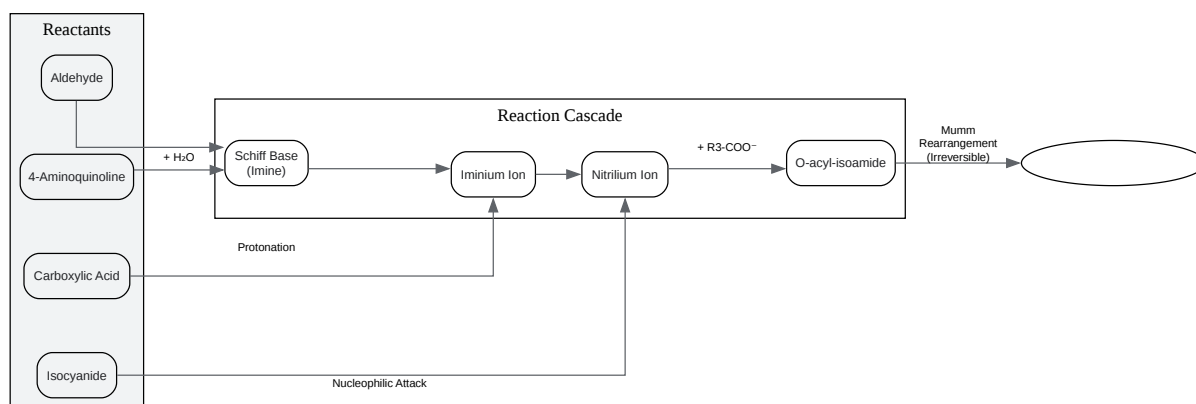 Reactants
Aldehyde
4-Aminoquinoline
Carboxylic Acid
Isocyanide
+ H₂O
Protonation
Nucleophilic Attack
Reaction Cascade
Schiff Base
(Imine)
Iminium Ion
Nitrilium Ion
+ R3-COO⁻
O-acyl-isoamide
Mumm
Rearrangement
(Irreversible)